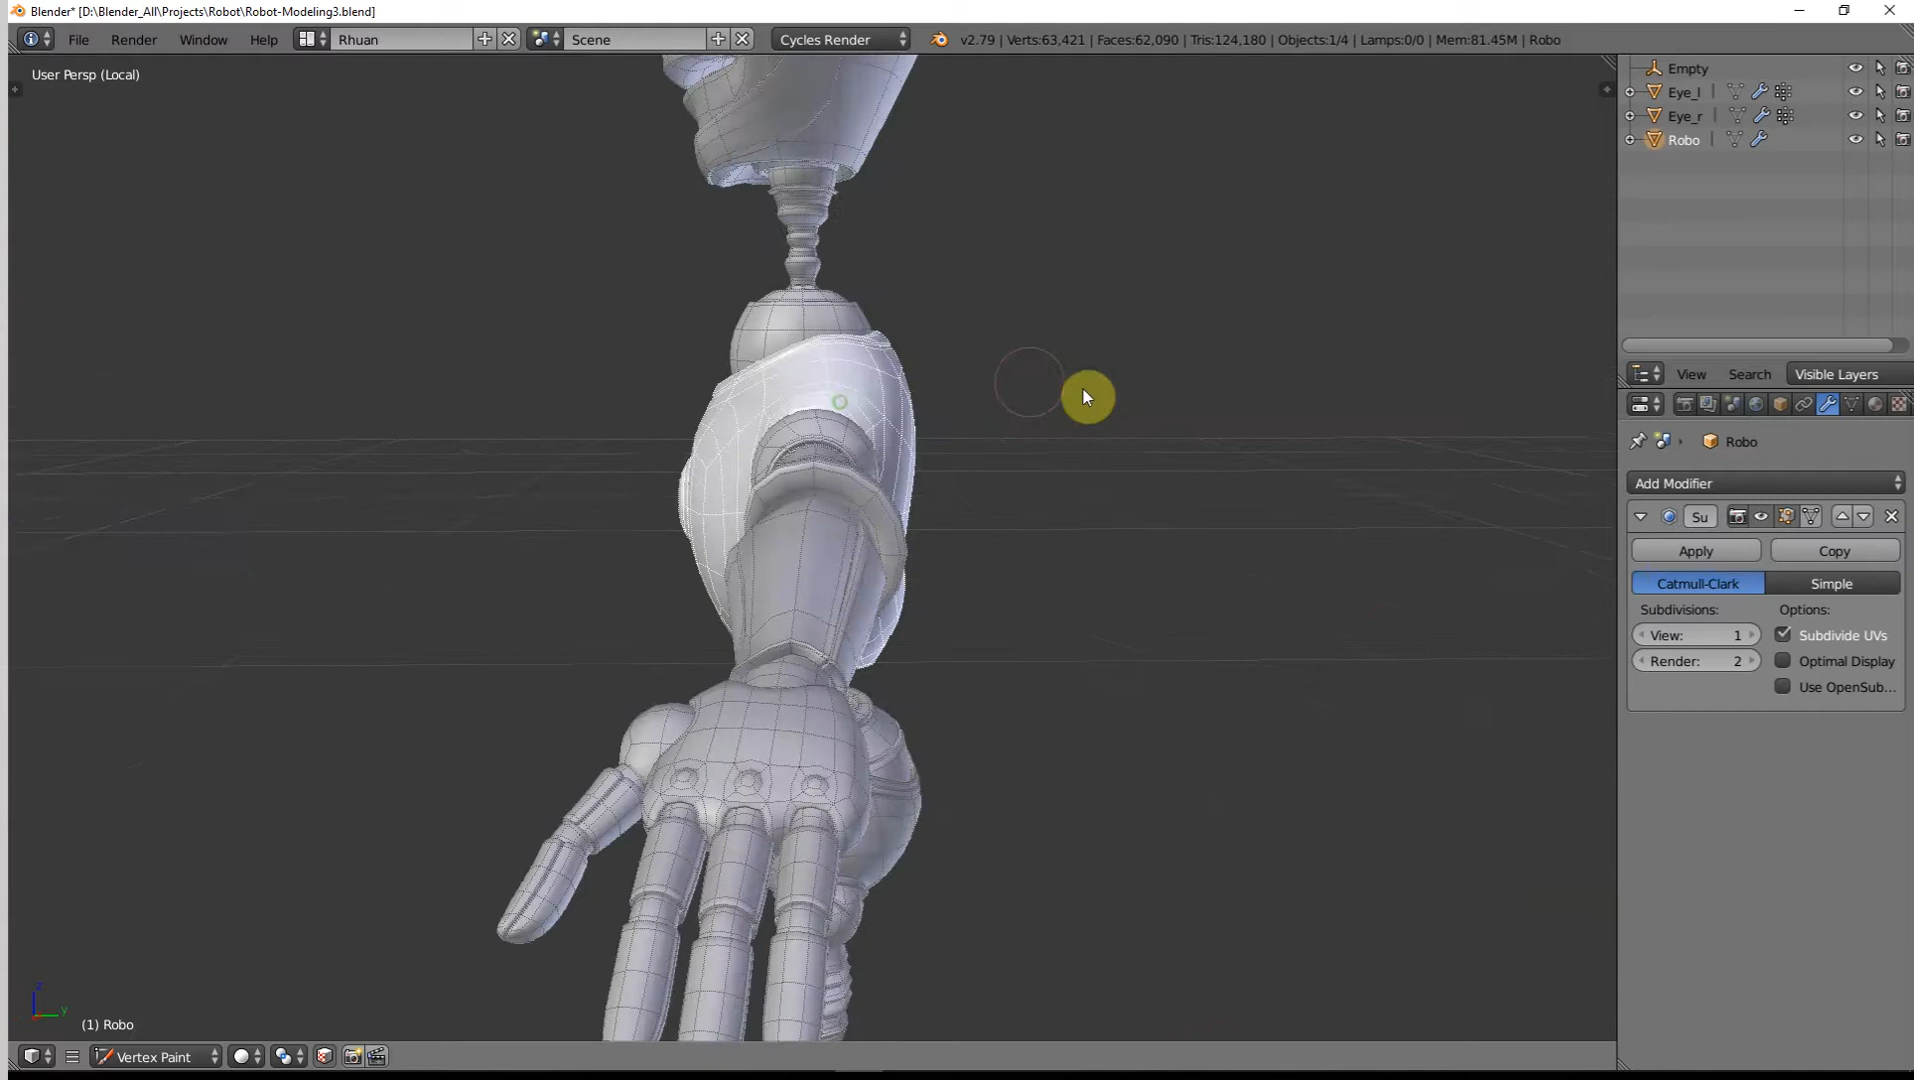 Blender* [D:\Blender_All\Projects\Robot\Robot-Modeling3.blend]
File Render Window Help Rhuan Scene Cycles Render v2.79 | Verts:63,421 | Faces:62,090 | Tris:124,180 | Objects:1/4 | Lamps:0/0 | Mem:81.45M | Robo
User Persp (Local)
Empty
Eye_l
Eye_r
Robo
View Search Visible Layers
Robo
Add Modifier
Su
Apply Copy
Catmull-Clark Simple
Subdivisions: Options:
View: 1 Subdivide UVs
Render: 2 Optimal Display
Use OpenSub...
z
y
(1) Robo
Vertex Paint